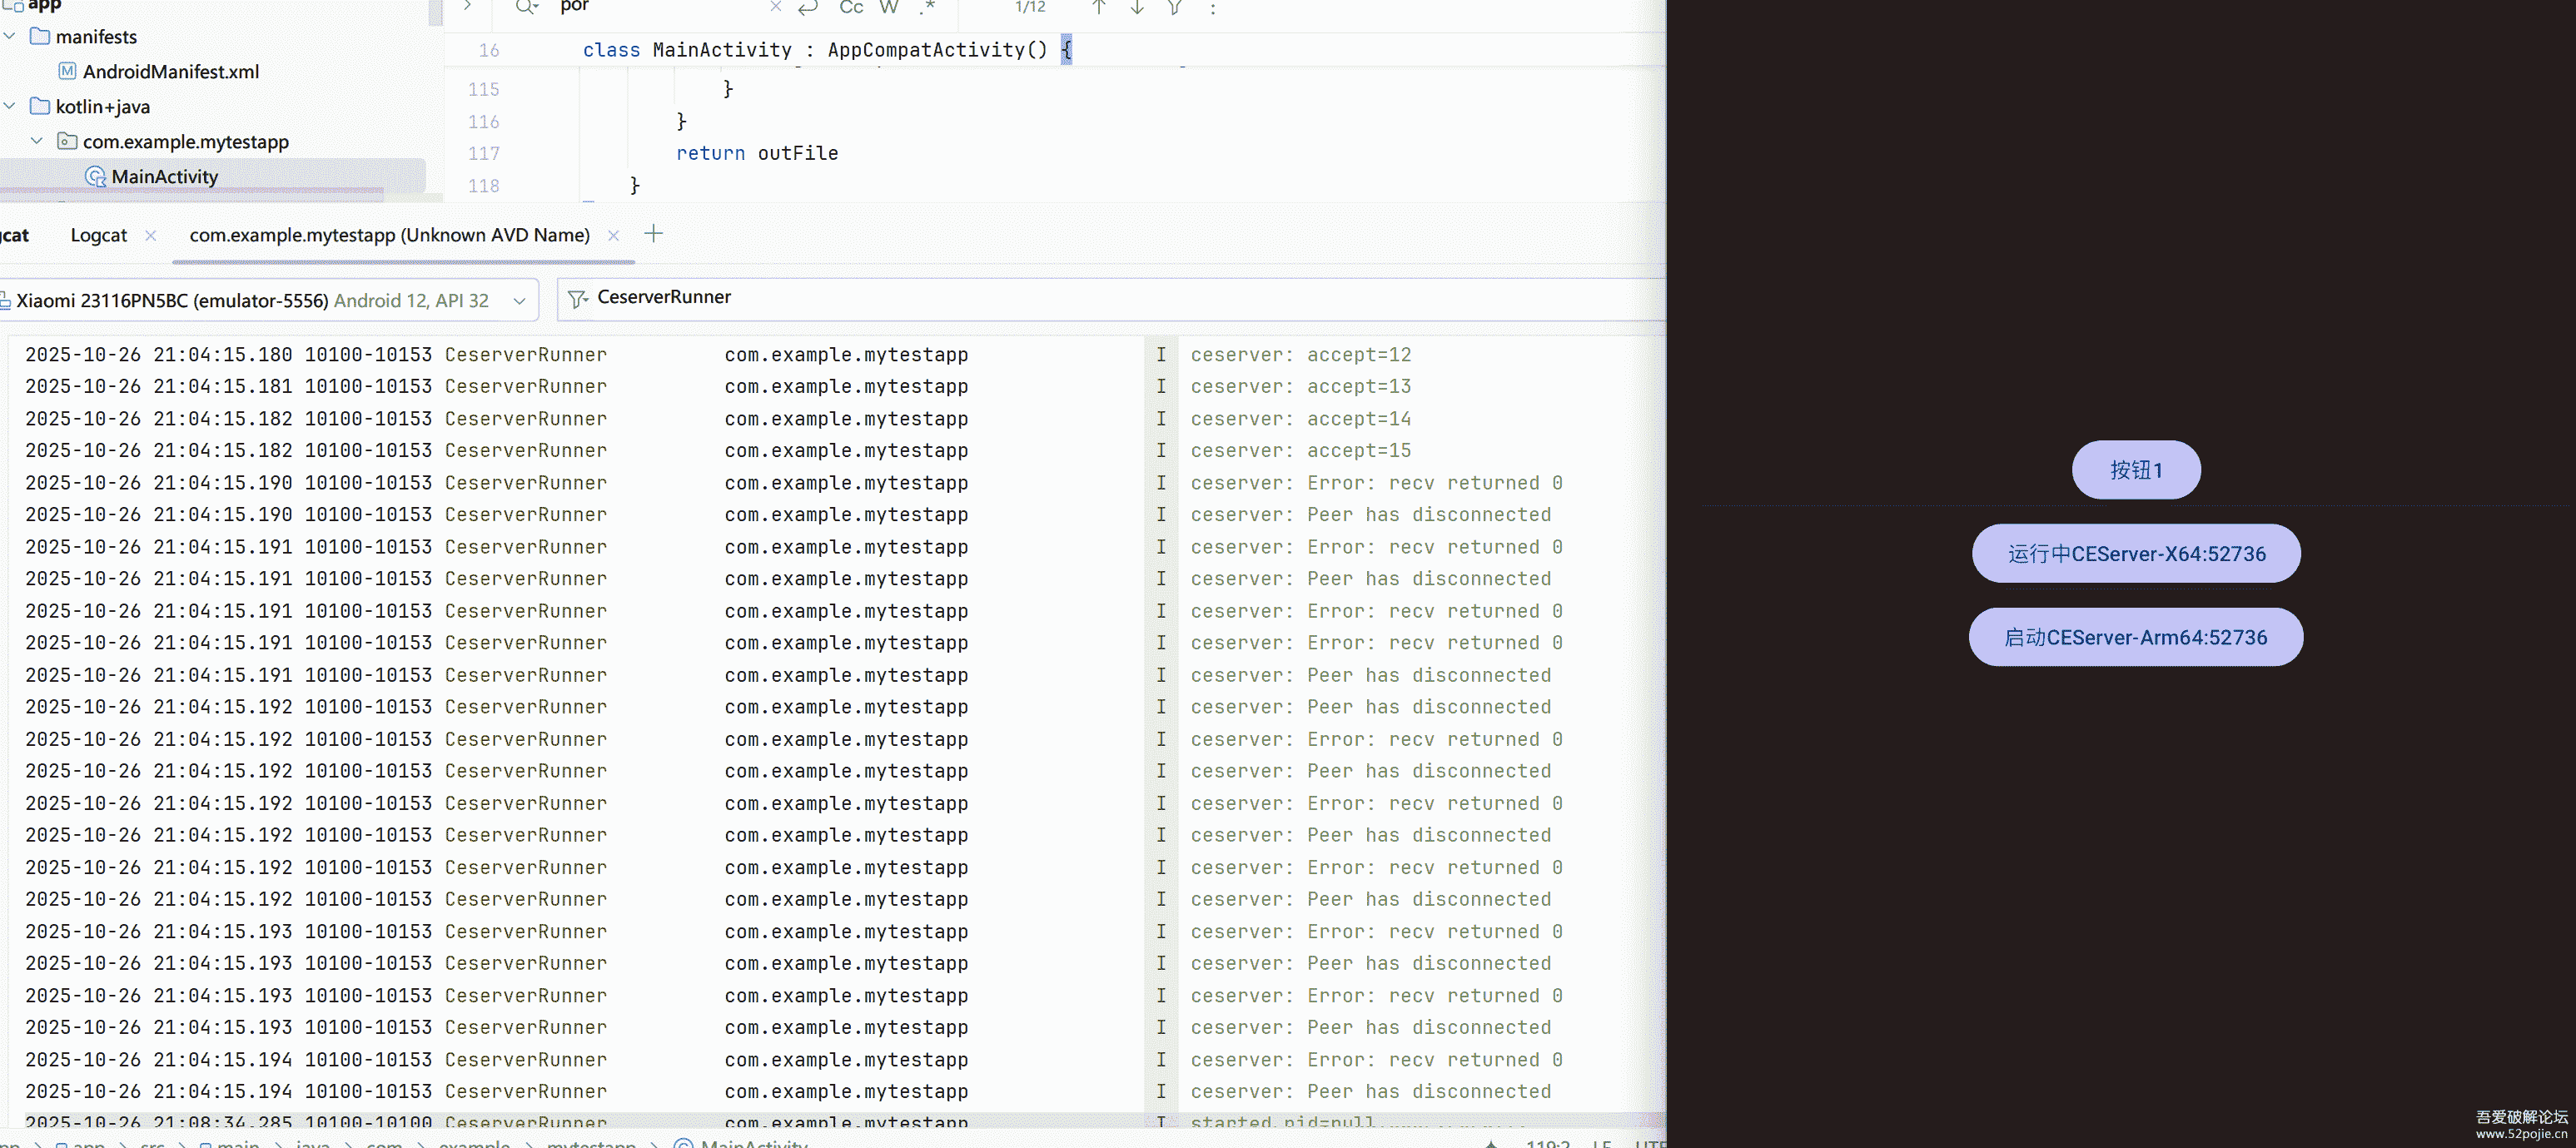 app
por Cc W .* 1/12
manifests
16 class MainActivity : AppCompatActivity() {
AndroidManifest.xml
115 }
kotlin+java
116 }
com.example.mytestapp
117 return outFile
MainActivity
118 }
gcat Logcat com.example.mytestapp (Unknown AVD Name)
Xiaomi 23116PN5BC (emulator-5556) Android 12, API 32 CeserverRunner
2025-10-26 21:04:15.180 10100-10153 CeserverRunner com.example.mytestapp I ceserver: accept=12
2025-10-26 21:04:15.181 10100-10153 CeserverRunner com.example.mytestapp I ceserver: accept=13
2025-10-26 21:04:15.182 10100-10153 CeserverRunner com.example.mytestapp I ceserver: accept=14
2025-10-26 21:04:15.182 10100-10153 CeserverRunner com.example.mytestapp I ceserver: accept=15
2025-10-26 21:04:15.190 10100-10153 CeserverRunner com.example.mytestapp I ceserver: Error: recv returned 0
2025-10-26 21:04:15.190 10100-10153 CeserverRunner com.example.mytestapp I ceserver: Peer has disconnected
2025-10-26 21:04:15.191 10100-10153 CeserverRunner com.example.mytestapp I ceserver: Error: recv returned 0
2025-10-26 21:04:15.191 10100-10153 CeserverRunner com.example.mytestapp I ceserver: Peer has disconnected
2025-10-26 21:04:15.191 10100-10153 CeserverRunner com.example.mytestapp I ceserver: Error: recv returned 0
2025-10-26 21:04:15.191 10100-10153 CeserverRunner com.example.mytestapp I ceserver: Error: recv returned 0
2025-10-26 21:04:15.191 10100-10153 CeserverRunner com.example.mytestapp I ceserver: Peer has disconnected
2025-10-26 21:04:15.192 10100-10153 CeserverRunner com.example.mytestapp I ceserver: Peer has disconnected
2025-10-26 21:04:15.192 10100-10153 CeserverRunner com.example.mytestapp I ceserver: Error: recv returned 0
2025-10-26 21:04:15.192 10100-10153 CeserverRunner com.example.mytestapp I ceserver: Peer has disconnected
2025-10-26 21:04:15.192 10100-10153 CeserverRunner com.example.mytestapp I ceserver: Error: recv returned 0
2025-10-26 21:04:15.192 10100-10153 CeserverRunner com.example.mytestapp I ceserver: Peer has disconnected
2025-10-26 21:04:15.192 10100-10153 CeserverRunner com.example.mytestapp I ceserver: Error: recv returned 0
2025-10-26 21:04:15.192 10100-10153 CeserverRunner com.example.mytestapp I ceserver: Peer has disconnected
2025-10-26 21:04:15.193 10100-10153 CeserverRunner com.example.mytestapp I ceserver: Error: recv returned 0
2025-10-26 21:04:15.193 10100-10153 CeserverRunner com.example.mytestapp I ceserver: Peer has disconnected
2025-10-26 21:04:15.193 10100-10153 CeserverRunner com.example.mytestapp I ceserver: Error: recv returned 0
2025-10-26 21:04:15.193 10100-10153 CeserverRunner com.example.mytestapp I ceserver: Peer has disconnected
2025-10-26 21:04:15.194 10100-10153 CeserverRunner com.example.mytestapp I ceserver: Error: recv returned 0
2025-10-26 21:04:15.194 10100-10153 CeserverRunner com.example.mytestapp I ceserver: Peer has disconnected
2025-10-26 21:08:34.285 10100-10100 CeserverRunner com.example.mytestapp I started pid=null
app src main java com example mytestapp MainActivity 119:2 LF
按钮1
运行中CEServer-X64:52736
启动CEServer-Arm64:52736
吾爱破解论坛
www.52pojie.cn